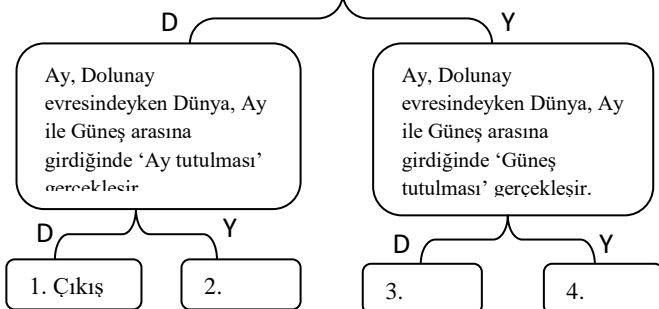 D
Y
Ay, Dolunay
evresindeyken Dünya, Ay
ile Güneş arasına
girdiğinde ‘Ay tutulması’
gerçekleşir
Ay, Dolunay
evresindeyken Dünya, Ay
ile Güneş arasına
girdiğinde ‘Güneş
tutulması’ gerçekleşir.
D
Y
D
Y
1. Çıkış
2.
3.
4.